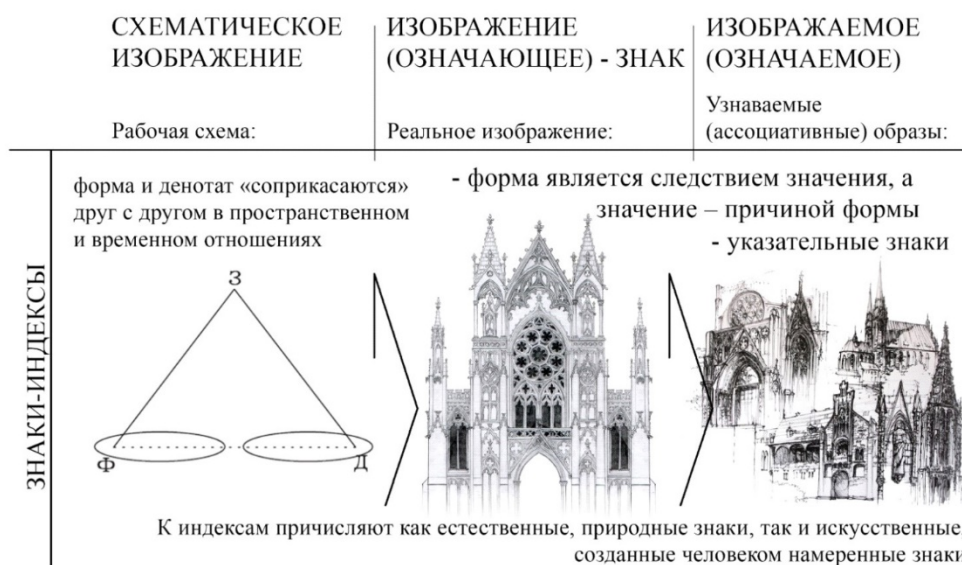 СХЕМАТИЧЕСКОЕ
ИЗОБРАЖЕНИЕ
Рабочая схема:
ИЗОБРАЖЕНИЕ
(ОЗНАЧАЮЩЕЕ) - ЗНАК
Реальное изображение:
ИЗОБРАЖАЕМОЕ
(ОЗНАЧАЕМОЕ)
Узнаваемые
(ассоциативные) образы:
ЗНАКИ-ИНДЕКСЫ
форма и денотат «соприкасаются»
друг с другом в пространственном
и временном отношениях
З
Ф
Д
- форма является следствием значения, а
значение – причиной формы
- указательные знаки
К индексам причисляют как естественные, природные знаки, так и искусственные,
созданные человеком намеренные знаки